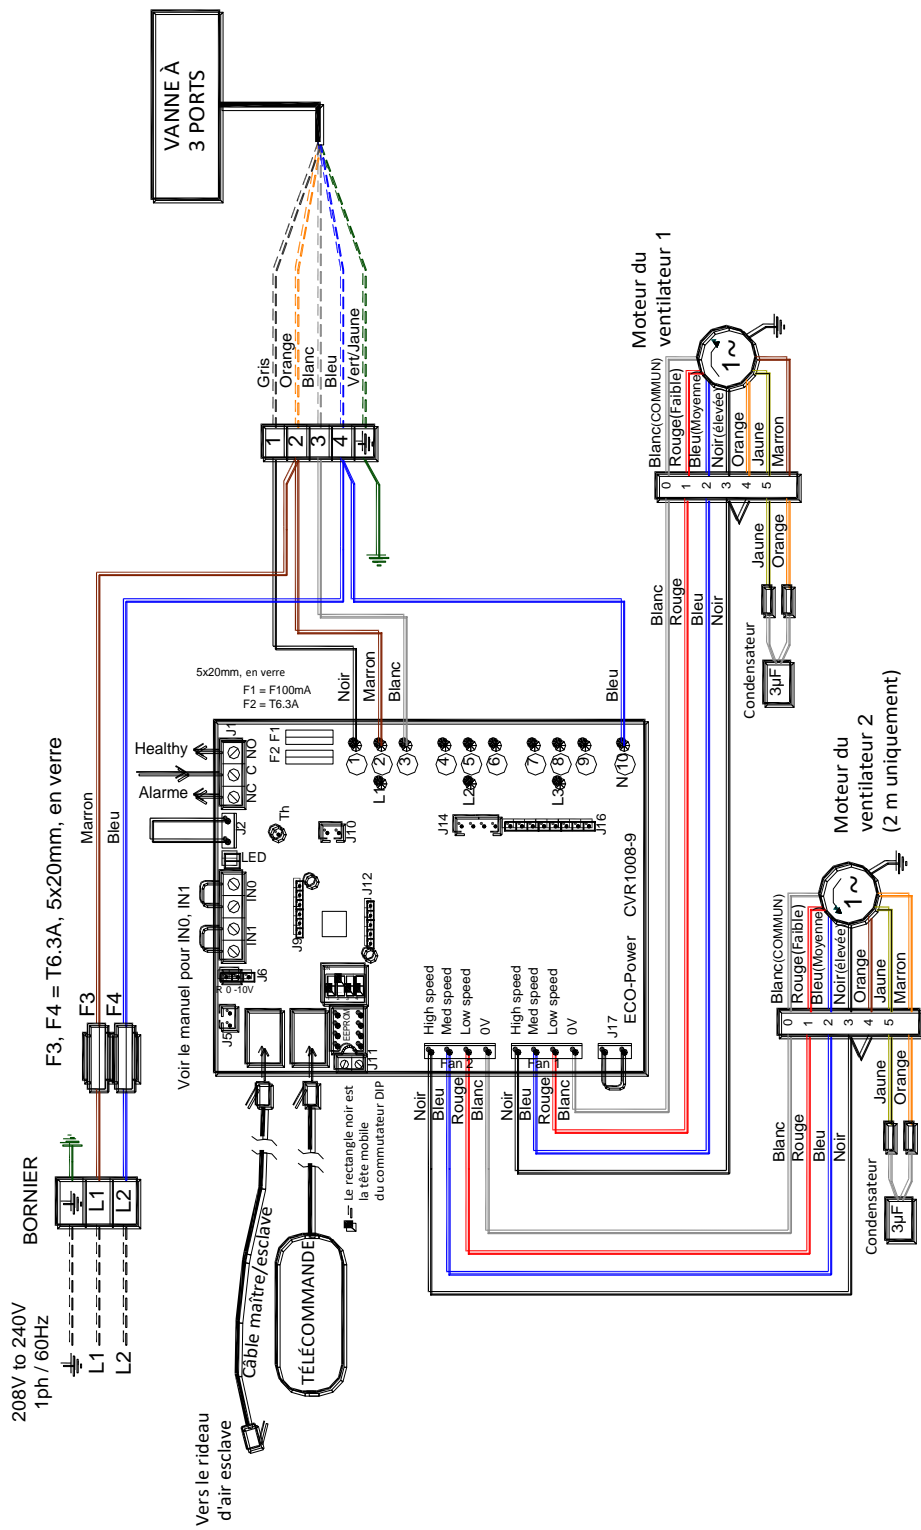 VANNE À
3 PORTS
Gris
Orange
Blanc
Bleu
Vert/Jaune
1
2
3
4
F3, F4 = T6.3A, 5x20mm, en verre
Marron
Bleu
F3
F4
BORNIER
L1
L2
208V to 240V
1ph / 60Hz
L1
L2
5x20mm, en verre
F1 = F100mA
F2 = T6.3A
Noir
Marron
Blanc
Bleu
Healthy
Alarme
J1
NO
C
NC
F2 F1
J2
LED
Th
J10
IN0
IN1
J9
J12
J6
R 0 -10V
J5
EEPROM
J11
L1
1
2
3
L2
4
5
6
L3
7
8
9
N
10
J14
J16
ECO-Power CVR1008-9
High speed
Med speed
Low speed
0V
Fan 2
High speed
Med speed
Low speed
0V
Fan 1
J17
Voir le manuel pour IN0, IN1
Le rectangle noir est
la tête mobile
du commutateur DIP
Câble maître/esclave
TÉLÉCOMMANDE
Vers le rideau
d'air esclave
Noir
Bleu
Rouge
Blanc
Noir
Bleu
Rouge
Blanc
Moteur du
ventilateur 1
1~
Blanc(COMMUN)
Rouge(Faible)
Bleu(Moyenne)
Noir(élevée)
Orange
Jaune
Marron
0
1
2
3
4
5
Blanc
Rouge
Bleu
Noir
Jaune
Orange
Condensateur
3µF
Moteur du
ventilateur 2
(2 m uniquement)
1~
Blanc(COMMUN)
Rouge(Faible)
Bleu(Moyenne)
Noir(élevée)
Orange
Jaune
Marron
0
1
2
3
4
5
Blanc
Rouge
Bleu
Noir
Jaune
Orange
Condensateur
3µF